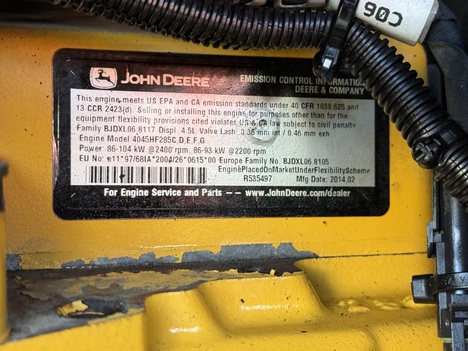 C06
JOHN DEERE
EMISSION CONTROL INFORMATION
DEERE & COMPANY
This engine meets US EPA and CA emission standards under 40 CFR 1039.625 and
13 CCR 2423(d). Selling or installing this engine for purposes other than for the
equipment flexibility provisions cited violates US & CA law subject to civil penalty
Family BJDXL06.8117 Displ. 4.5L Valve Lash: 0.36 mm int / 0.46 mm exh
Engine Model: 4045HF285C,D,E,F,G
Power: 86-104 kW @2400 rpm, 86-93 kW @2200 rpm
EU No: e11*97/68IA*2004/26*0615*00 Europe Family No. BJDXL06.8105
EnginePlacedOnMarketUnderFlexibilityScheme
R535497 Mfg Date: 2014.02
For Engine Service and Parts -- www.JohnDeere.com/dealer